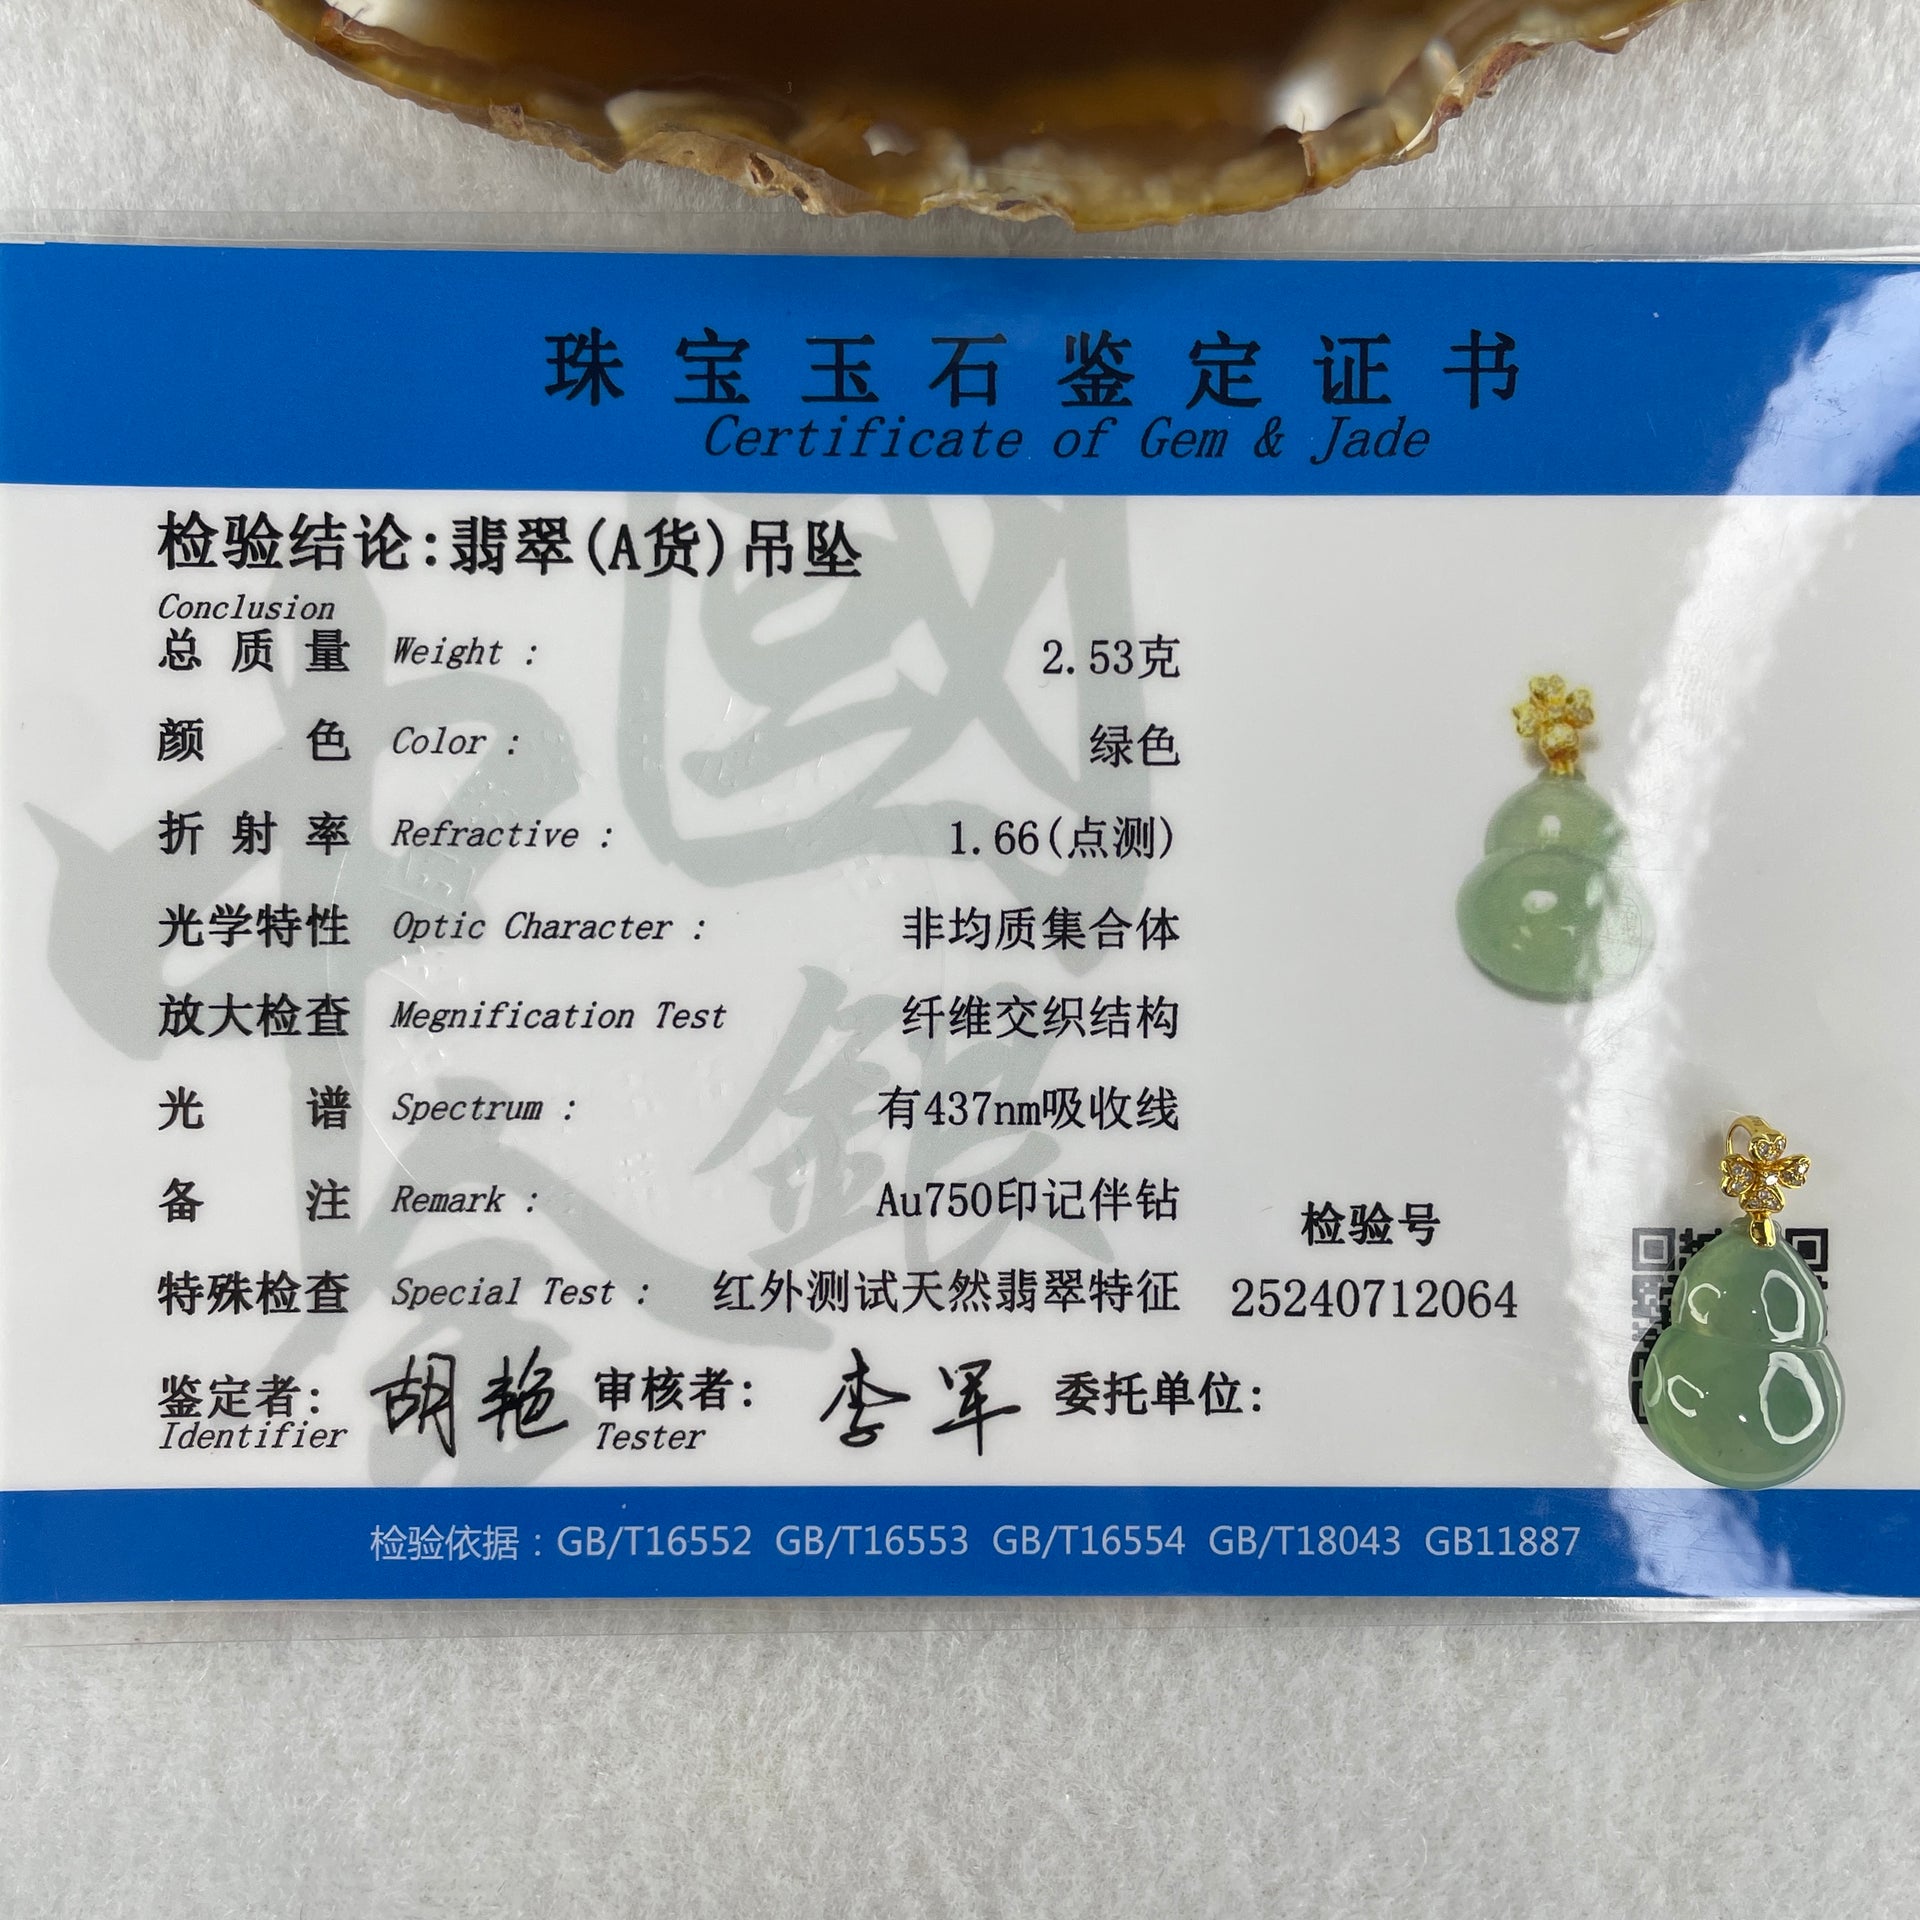 珠宝玉石鉴定证书
Certificate of Gem & Jade
检验结论:翡翠(A货)吊坠
Conclusion
总质量 Weight : 2.53克
颜色 Color : 绿色
折射率 Refractive : 1.66(点测)
光学特性 Optic Character : 非均质集合体
放大检查 Megnification Test 纤维交织结构
光谱 Spectrum : 有437nm吸收线
备注 Remark : Au750印记伴钻
特殊检查 Special Test : 红外测试天然翡翠特征
检验号
25240712064
鉴定者: 胡艳 审核者: 李军 委托单位:
Identifier Tester
检验依据：GB/T16552 GB/T16553 GB/T16554 GB/T18043 GB11887
中國
銀